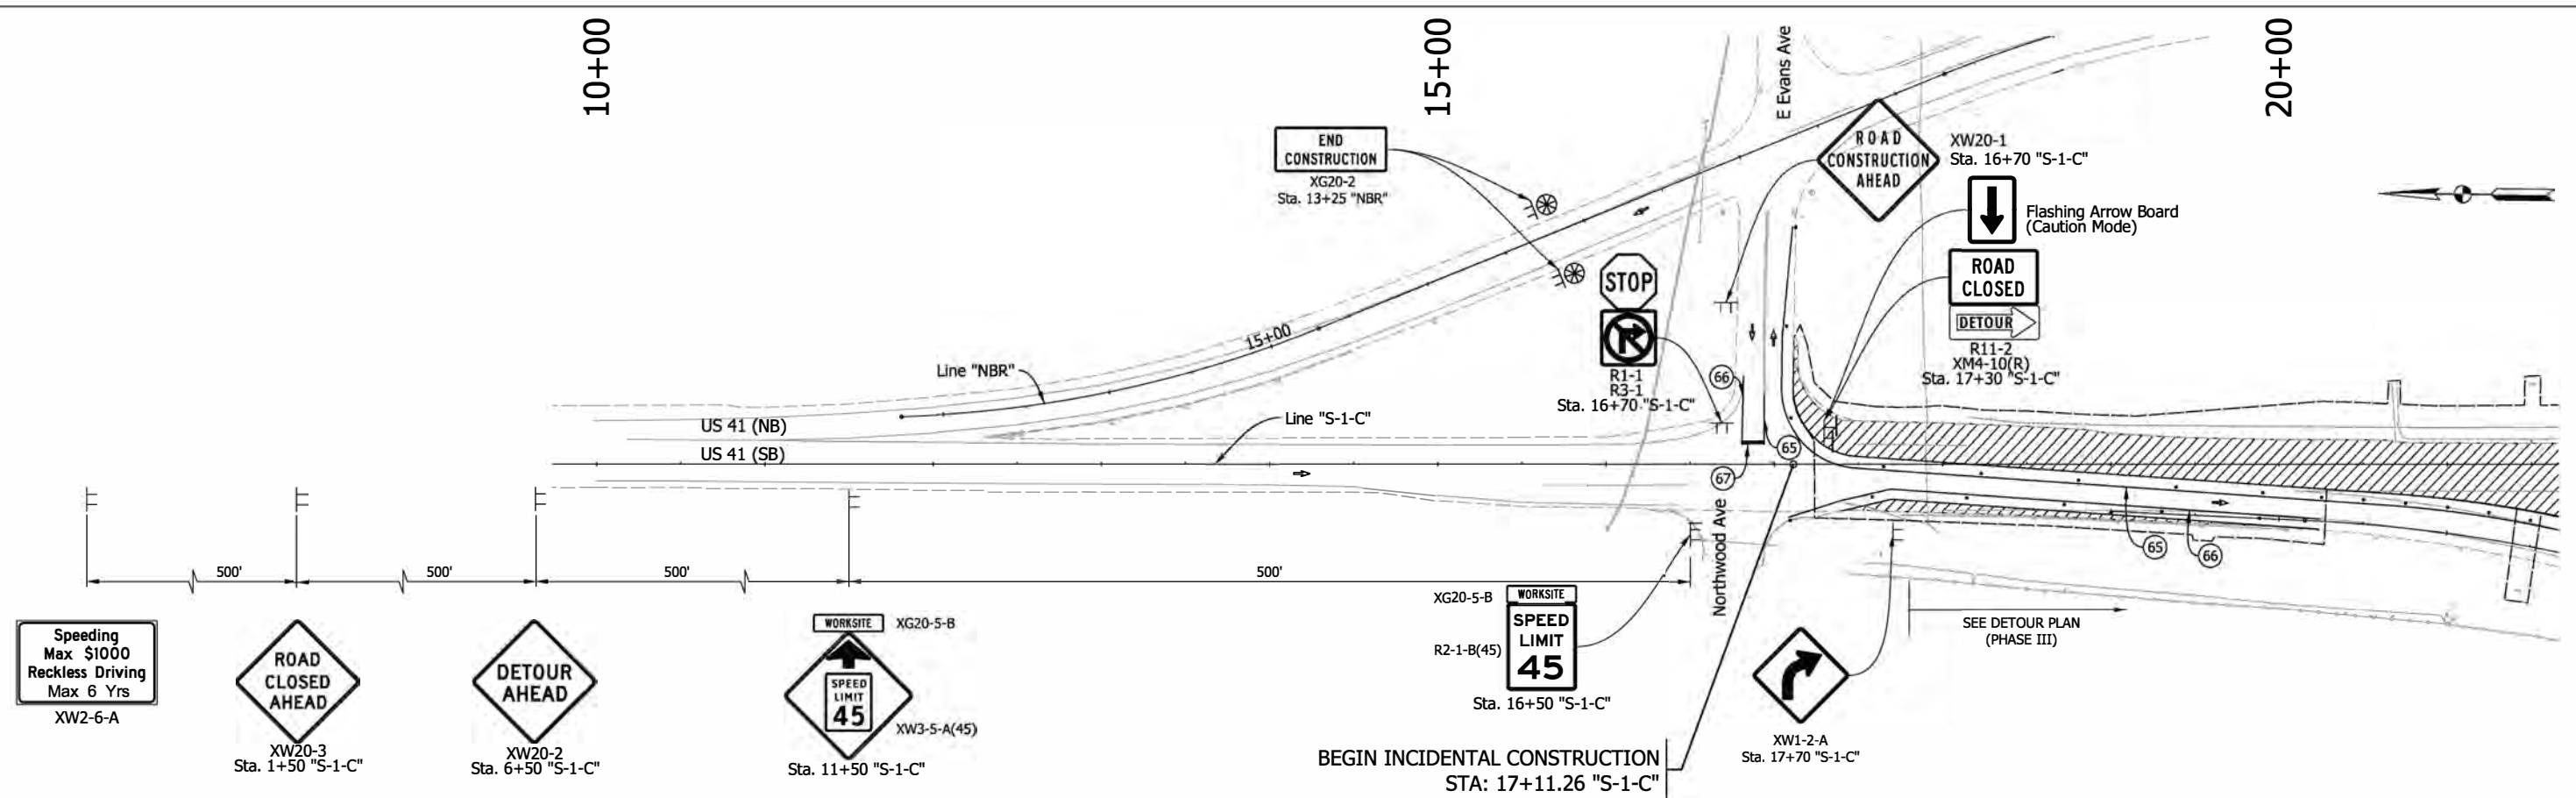 10+00
15+00
20+00
E Evans Ave
END
CONSTRUCTION
XG20-2
Sta. 13+25 "NBR"
ROAD
CONSTRUCTION
AHEAD
XW20-1
Sta. 16+70 "S-1-C"
Flashing Arrow Board
(Caution Mode)
ROAD
CLOSED
DETOUR
R11-2
XM4-10(R)
Sta. 17+30 "S-1-C"
STOP
R1-1
R3-1
Sta. 16+70 "S-1-C"
66
65
67
15+00
Line "NBR"
Line "S-1-C"
US 41 (NB)
US 41 (SB)
500'
500'
500'
500'
Northwood Ave
65
66
SEE DETOUR PLAN
(PHASE III)
Speeding
Max $1000
Reckless Driving
Max 6 Yrs
XW2-6-A
ROAD
CLOSED
AHEAD
XW20-3
Sta. 1+50 "S-1-C"
DETOUR
AHEAD
XW20-2
Sta. 6+50 "S-1-C"
WORKSITE
XG20-5-B
SPEED
LIMIT
45
XW3-5-A(45)
Sta. 11+50 "S-1-C"
XG20-5-B
WORKSITE
SPEED
LIMIT
45
R2-1-B(45)
Sta. 16+50 "S-1-C"
XW1-2-A
Sta. 17+70 "S-1-C"
BEGIN INCIDENTAL CONSTRUCTION
STA: 17+11.26 "S-1-C"